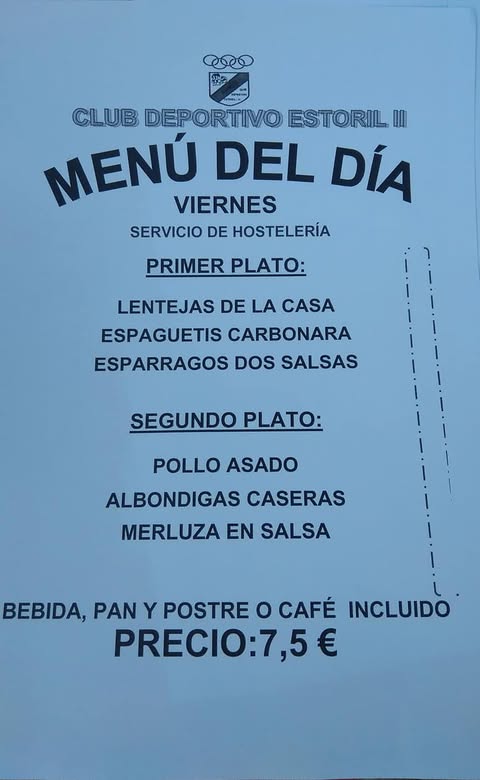 CLUB DEPORTIVO ESTORIL II
MENÚ DEL DÍA
VIERNES
SERVICIO DE HOSTELERÍA
PRIMER PLATO:
LENTEJAS DE LA CASA
ESPAGUETIS CARBONARA
ESPARRAGOS DOS SALSAS
SEGUNDO PLATO:
POLLO ASADO
ALBONDIGAS CASERAS
MERLUZA EN SALSA
BEBIDA, PAN Y POSTRE O CAFÉ INCLUIDO
PRECIO:7,5 €